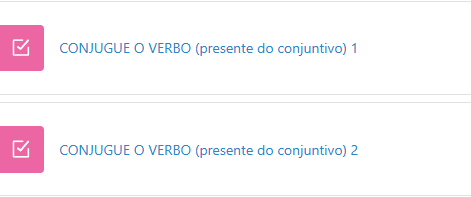 CONJUGUE O VERBO (presente do conjuntivo) 1
CONJUGUE O VERBO (presente do conjuntivo) 2